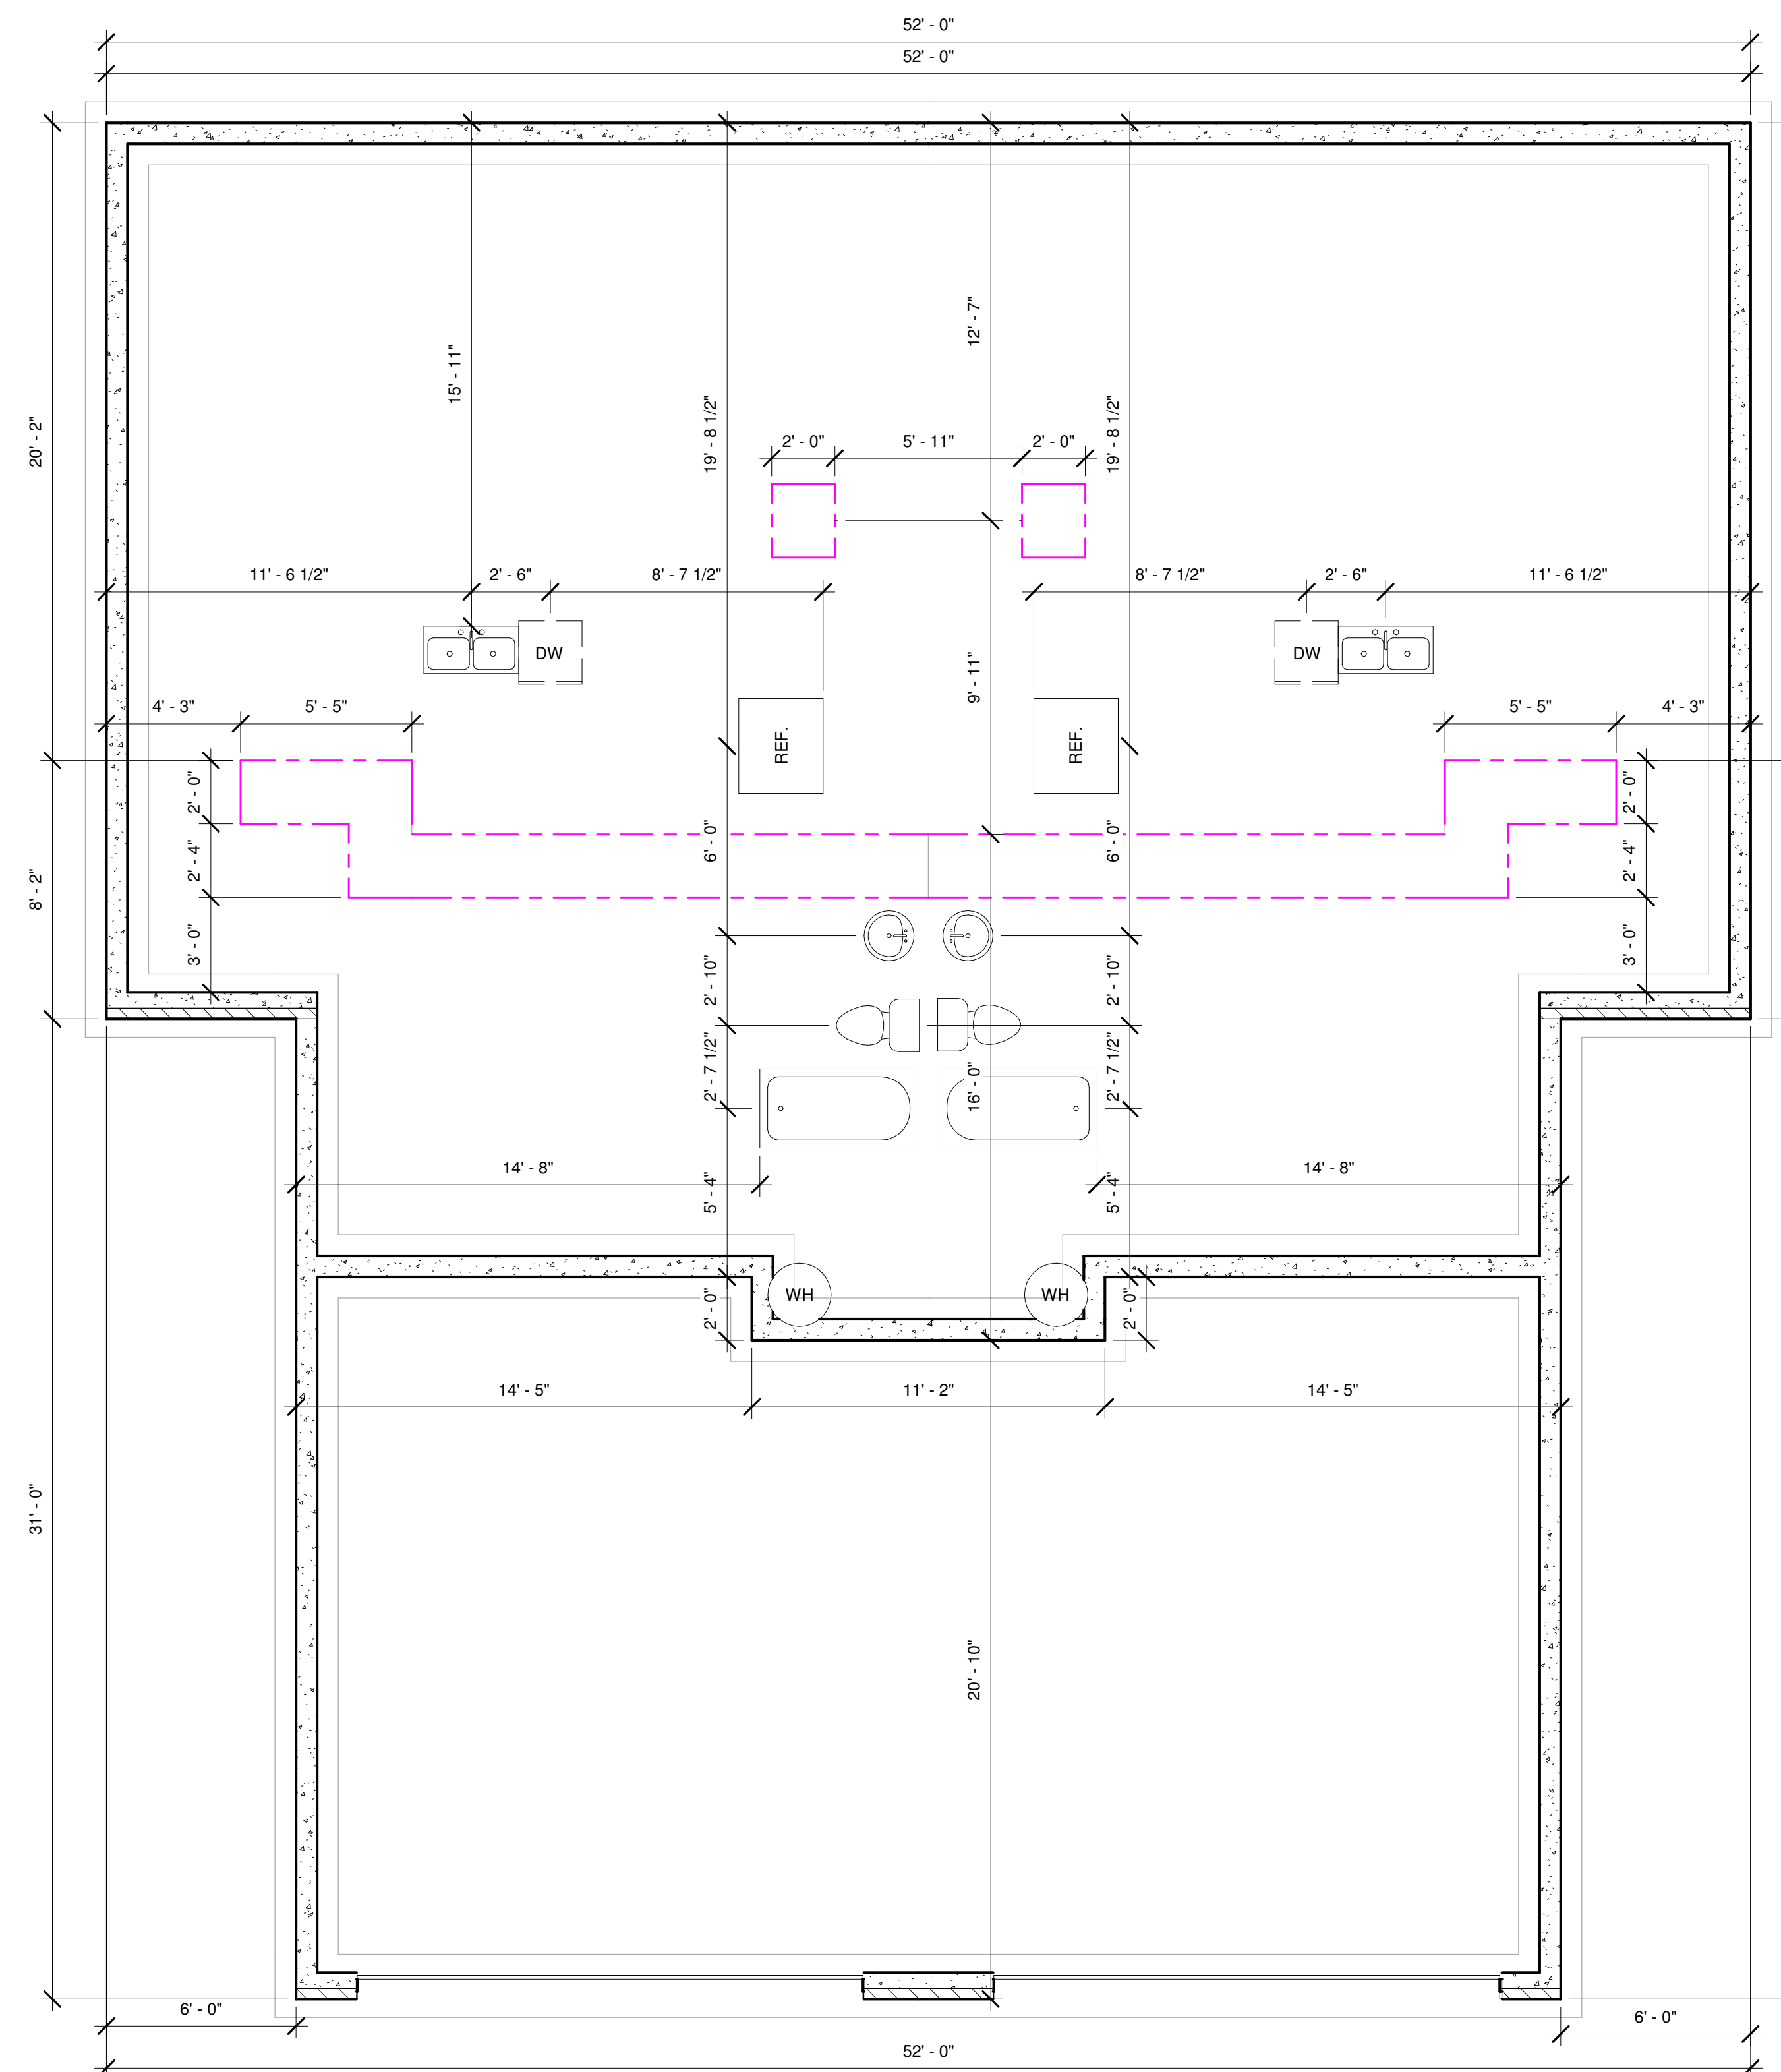 52' - 0"
52' - 0"
12' - 7"
15' - 11"
19' - 8 1/2"
19' - 8 1/2"
20' - 2"
2' - 0"
5' - 11"
2' - 0"
11' - 6 1/2"
2' - 6"
8' - 7 1/2"
8' - 7 1/2"
2' - 6"
11' - 6 1/2"
DW
DW
9' - 11"
4' - 3"
5' - 5"
5' - 5"
4' - 3"
REF.
REF.
2' - 0"
2' - 0"
6' - 0"
6' - 0"
2' - 4"
2' - 4"
8' - 2"
3' - 0"
3' - 0"
2' - 10"
2' - 10"
2' - 7 1/2"
2' - 7 1/2"
16' - 0"
14' - 8"
14' - 8"
5' - 4"
5' - 4"
WH
WH
2' - 0"
2' - 0"
14' - 5"
11' - 2"
14' - 5"
31' - 0"
20' - 10"
6' - 0"
6' - 0"
52' - 0"